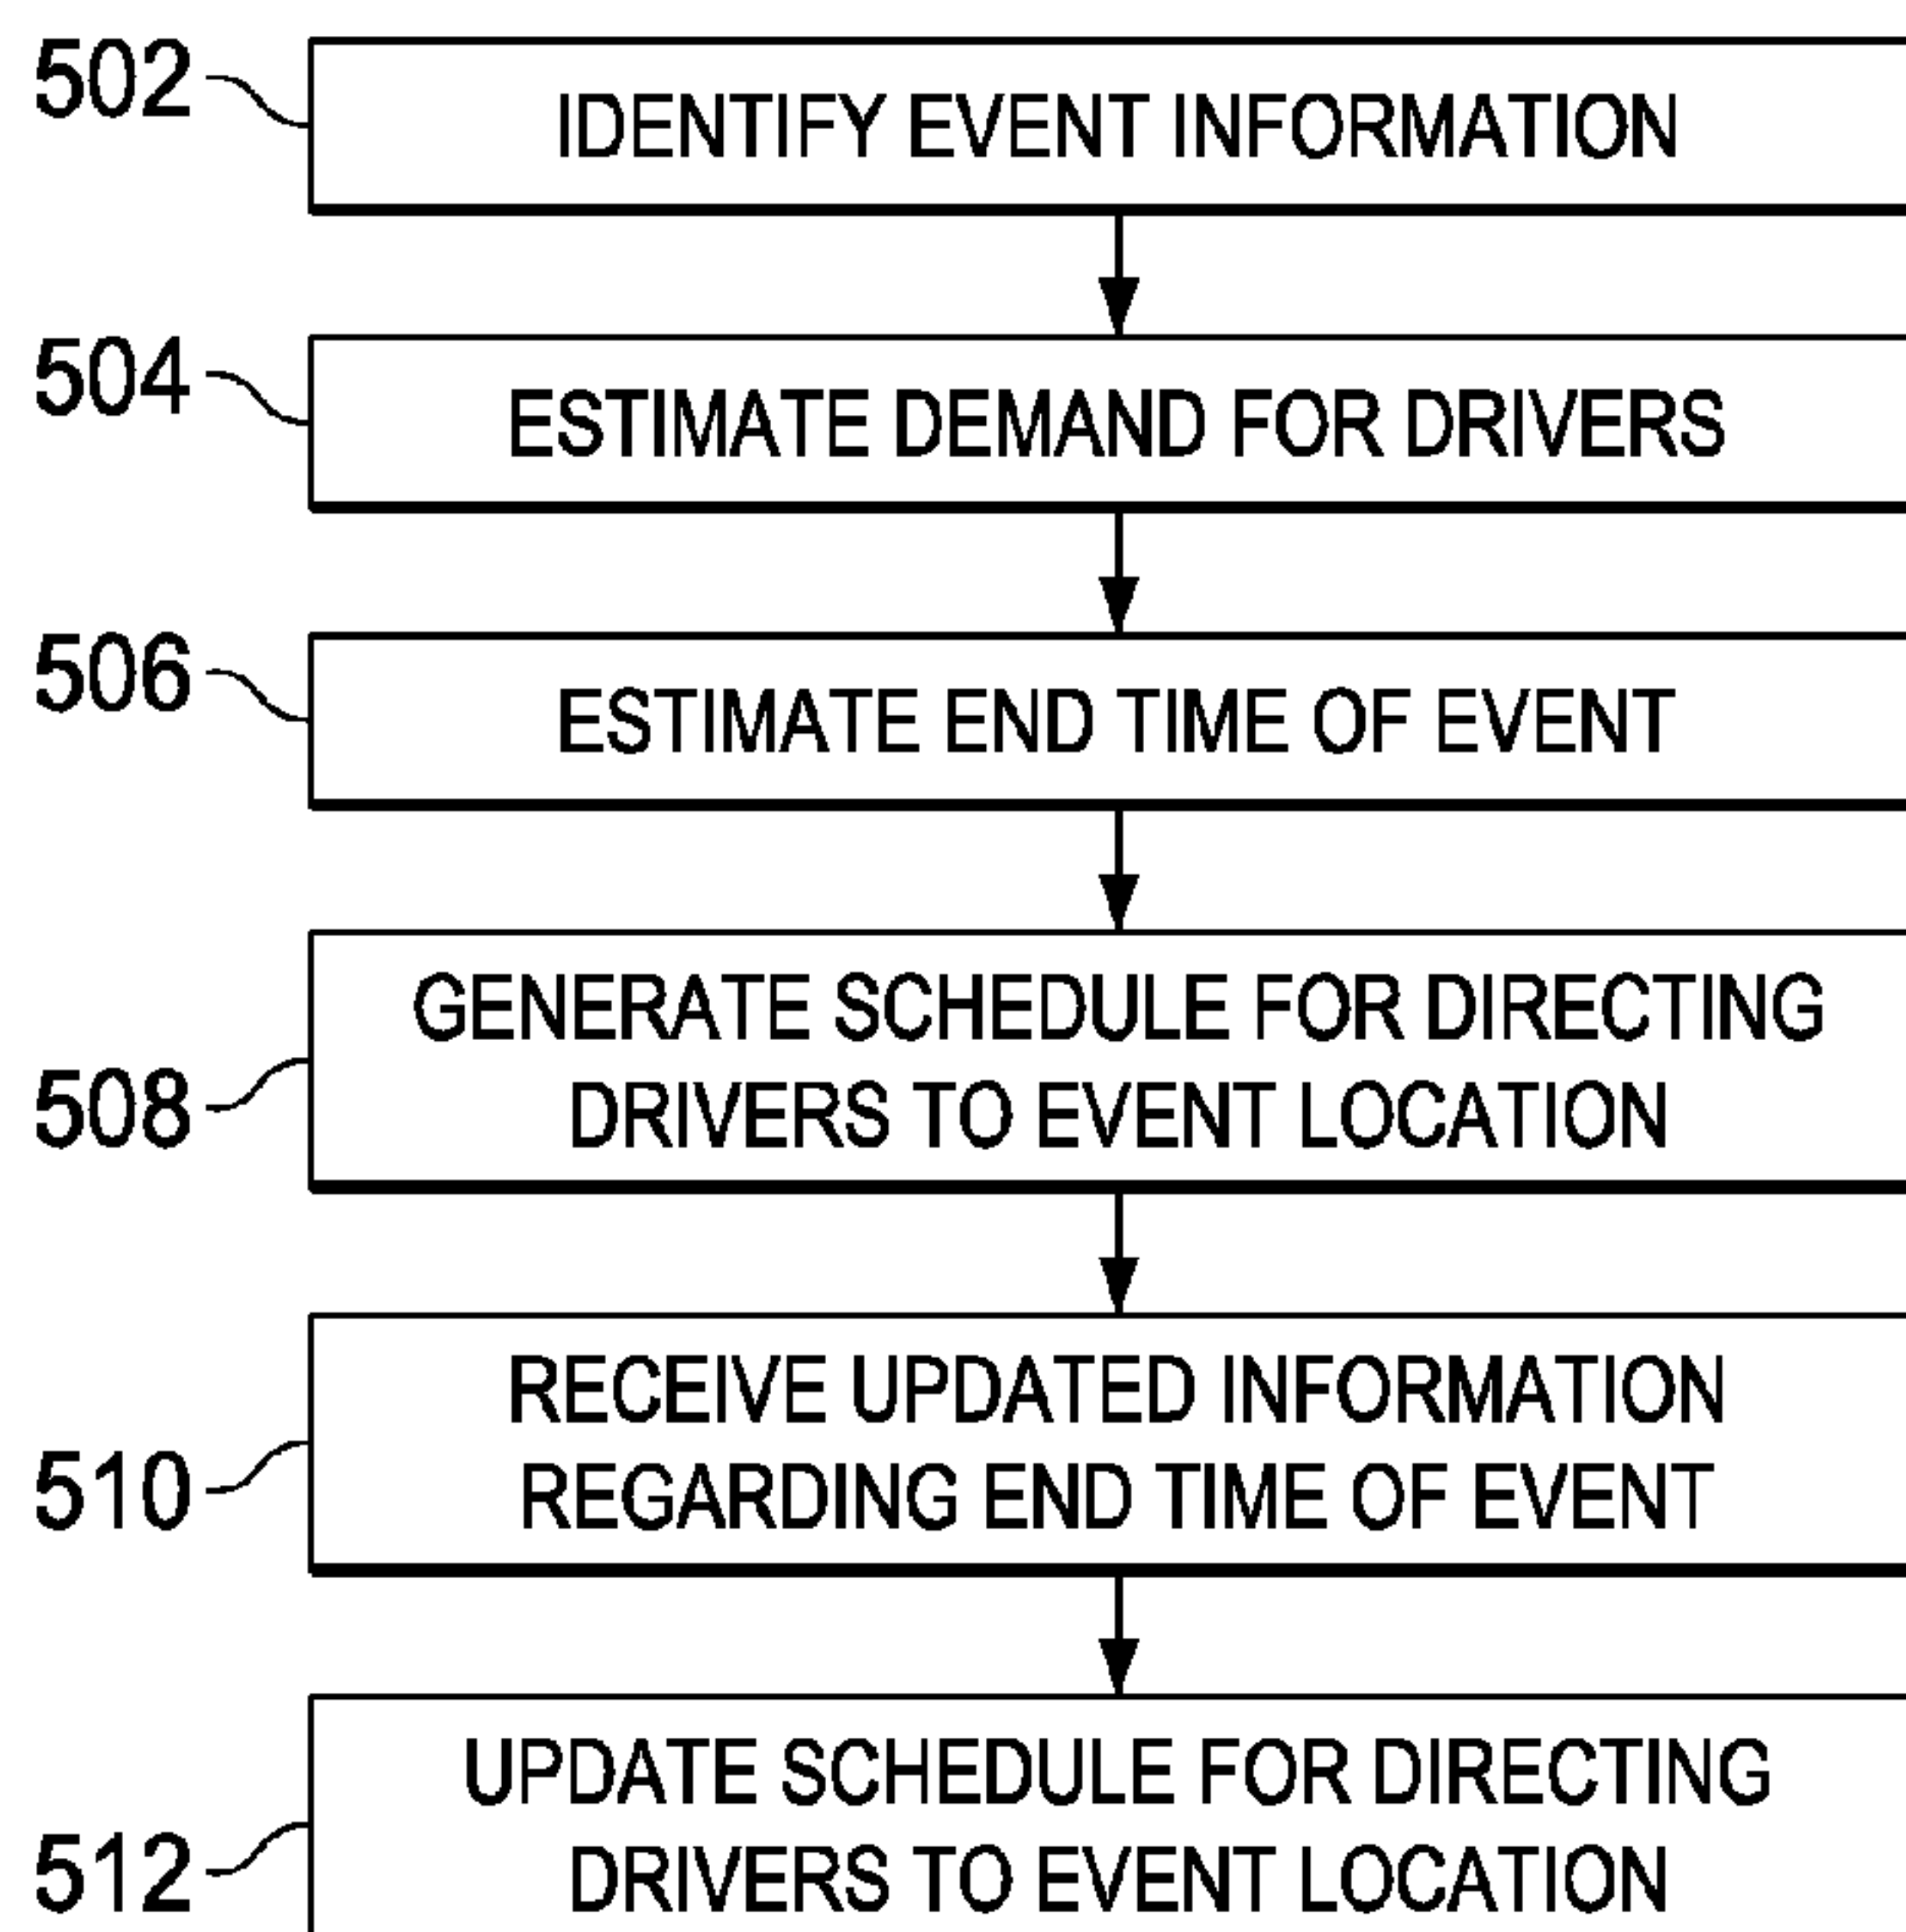 502
IDENTIFY EVENT INFORMATION
504
ESTIMATE DEMAND FOR DRIVERS
506
ESTIMATE END TIME OF EVENT
508
GENERATE SCHEDULE FOR DIRECTING
DRIVERS TO EVENT LOCATION
510
RECEIVE UPDATED INFORMATION
REGARDING END TIME OF EVENT
512
UPDATE SCHEDULE FOR DIRECTING
DRIVERS TO EVENT LOCATION